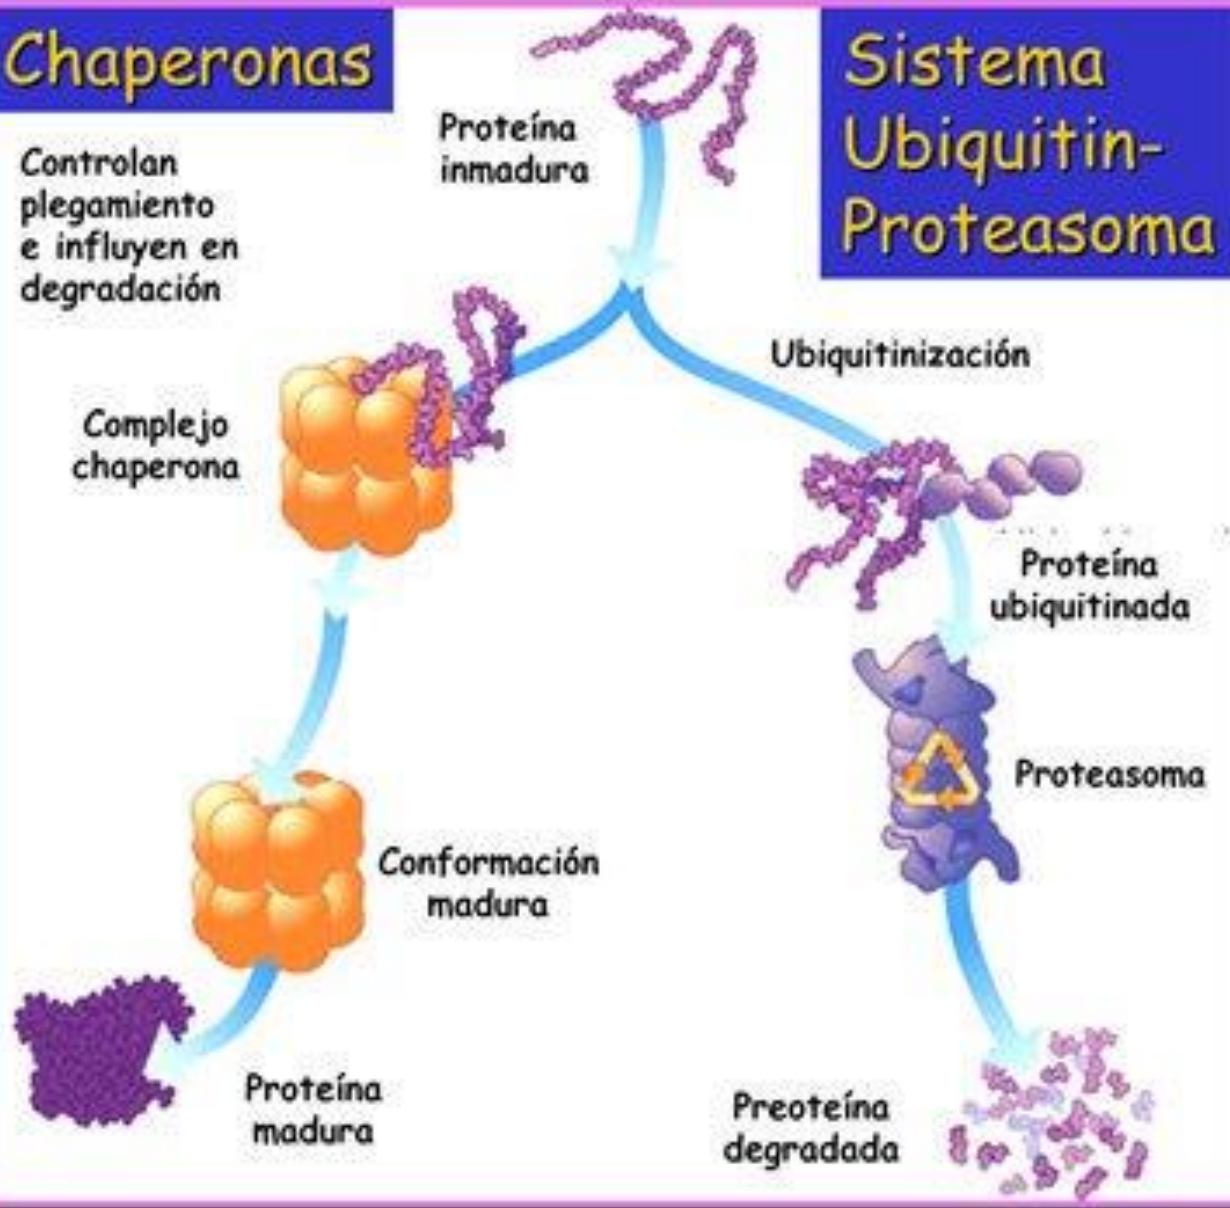 Chaperonas
Controlan
plegamiento
e influyen en
degradación
Proteína
inmadura
Sistema
Ubiquitin-
Proteasoma
Ubiquitinización
Complejo
chaperona
Proteína
ubiquitinada
Proteasoma
Conformación
madura
Proteína
madura
Preoteína
degradada